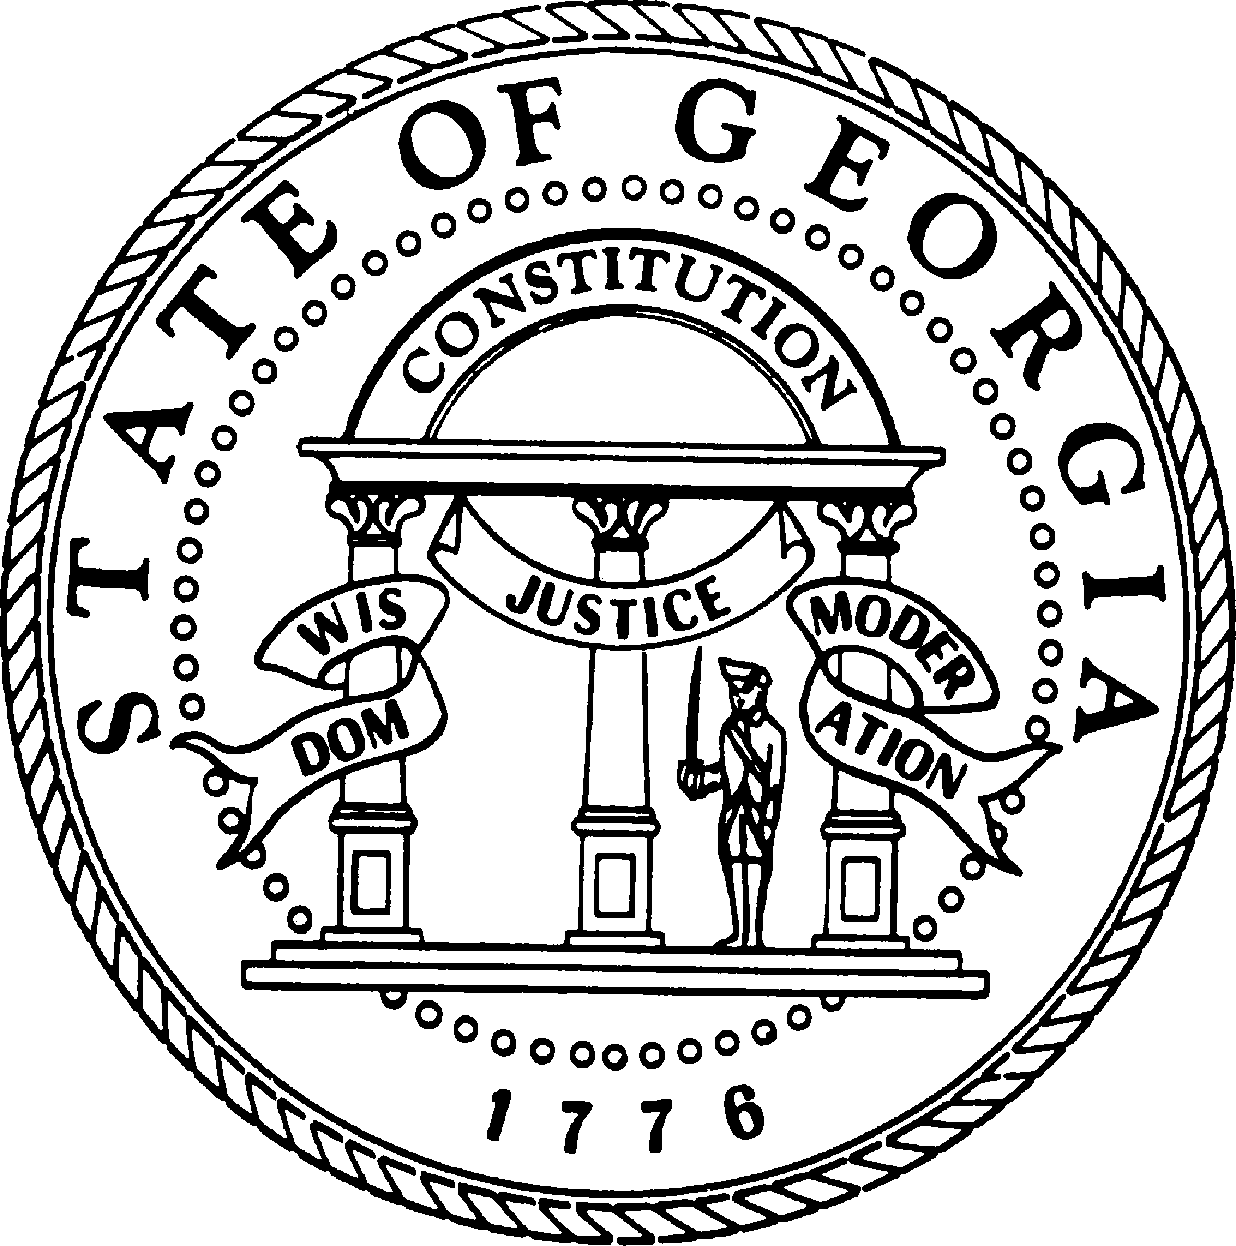 STATE OF GEORGIA
CONSTITUTION
JUSTICE
WIS
DOM
MODER
ATION
1776